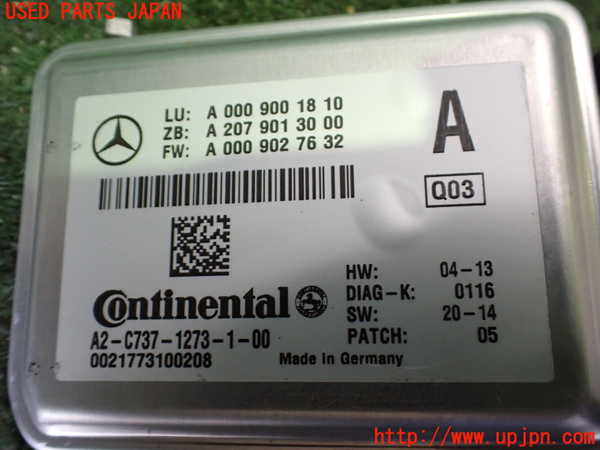 USED PARTS JAPAN
LU: A 000 900 18 10
ZB: A 207 901 30 00
FW: A 000 902 76 32
A
Q03
Continental
HW: 04-13
DIAG-K: 0116
SW: 20-14
PATCH: 05
A2-C737-1273-1-00
0021773100208
Made in Germany
http://www.upjpn.com/